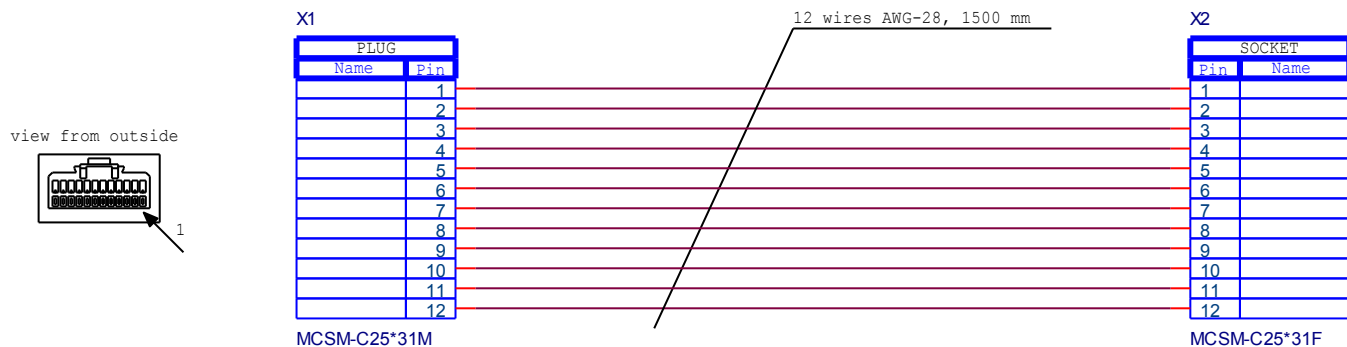 X1
12 wires AWG-28, 1500 mm
X2
PLUG
SOCKET
Name Pin
Pin Name
1 1
2 2
view from outside
3 3
4 4
5 5
6 6
7 7
1
8 8
9 9
10 10
11 11
12 12
MCSM-C25*31M
MCSM-C25*31F